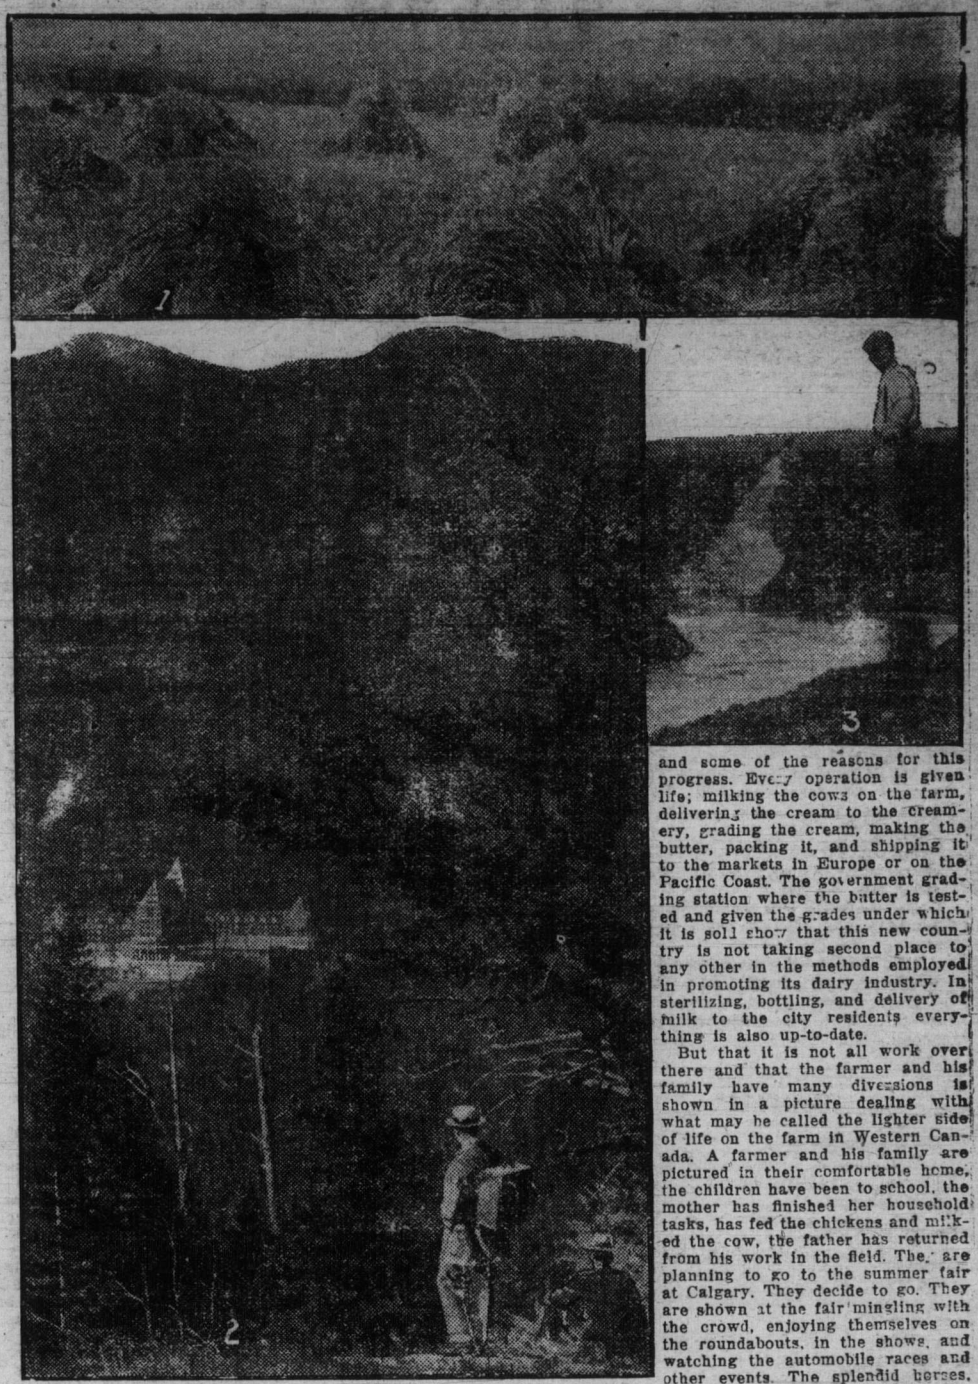 1
2
3
and some of the reasons for this
progress. Every operation is given
life; milking the cows on the farm,
delivering the cream to the cream-
ery, grading the cream, making the
butter, packing it, and shipping it
to the markets in Europe or on the
Pacific Coast. The government grad-
ing station where the butter is test-
ed and given the grades under which
it is soll show that this new coun-
try is not taking second place to
any other in the methods employed
in promoting its dairy industry. In
sterilizing, bottling, and delivery of
milk to the city residents every-
thing is also up-to-date.
But that it is not all work over
there and that the farmer and his
family have many diversions is
shown in a picture dealing with
what may be called the lighter side
of life on the farm in Western Can-
ada. A farmer and his family are
pictured in their comfortable home,
the children have been to school, the
mother has finished her household
tasks, has fed the chickens and milk-
ed the cow, the father has returned
from his work in the field. They are
planning to go to the summer fair
at Calgary. They decide to go. They
are shown at the fair mingling with
the crowd, enjoying themselves on
the roundabouts, in the shows, and
watching the automobile races and
other events. The splendid horses,